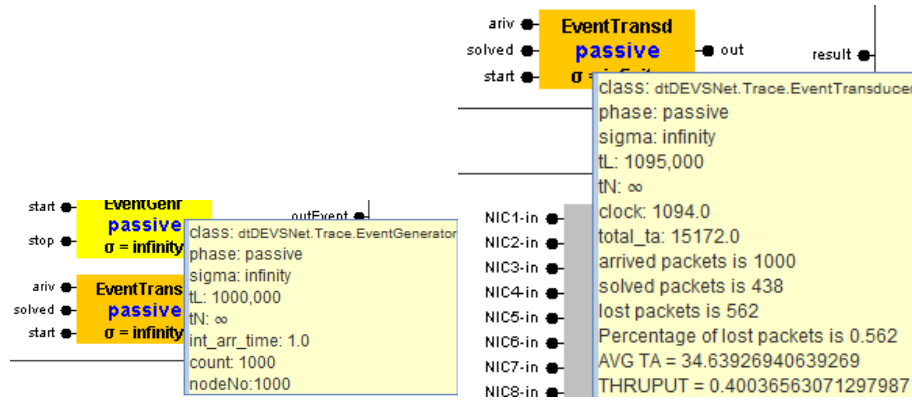 start
stop
EventGenr
passive
σ = infinity
outEvent
ariv
solved
start
EventTrans
passive
σ = infinity
class: dtDEVSNet.Trace.EventGenerator
phase: passive
sigma: infinity
tL: 1000,000
tN: ∞
int_arr_time: 1.0
count: 1000
nodeNo:1000
ariv
solved
start
EventTransd
passive
σ = infinity
out
result
class: dtDEVSNet.Trace.EventTransducer
phase: passive
sigma: infinity
tL: 1095,000
tN: ∞
clock: 1094.0
total_ta: 15172.0
arrived packets is 1000
solved packets is 438
lost packets is 562
Percentage of lost packets is 0.562
AVG TA = 34.63926940639269
THRUPUT = 0.40036563071297987
NIC1-in
NIC2-in
NIC3-in
NIC4-in
NIC5-in
NIC6-in
NIC7-in
NIC8-in